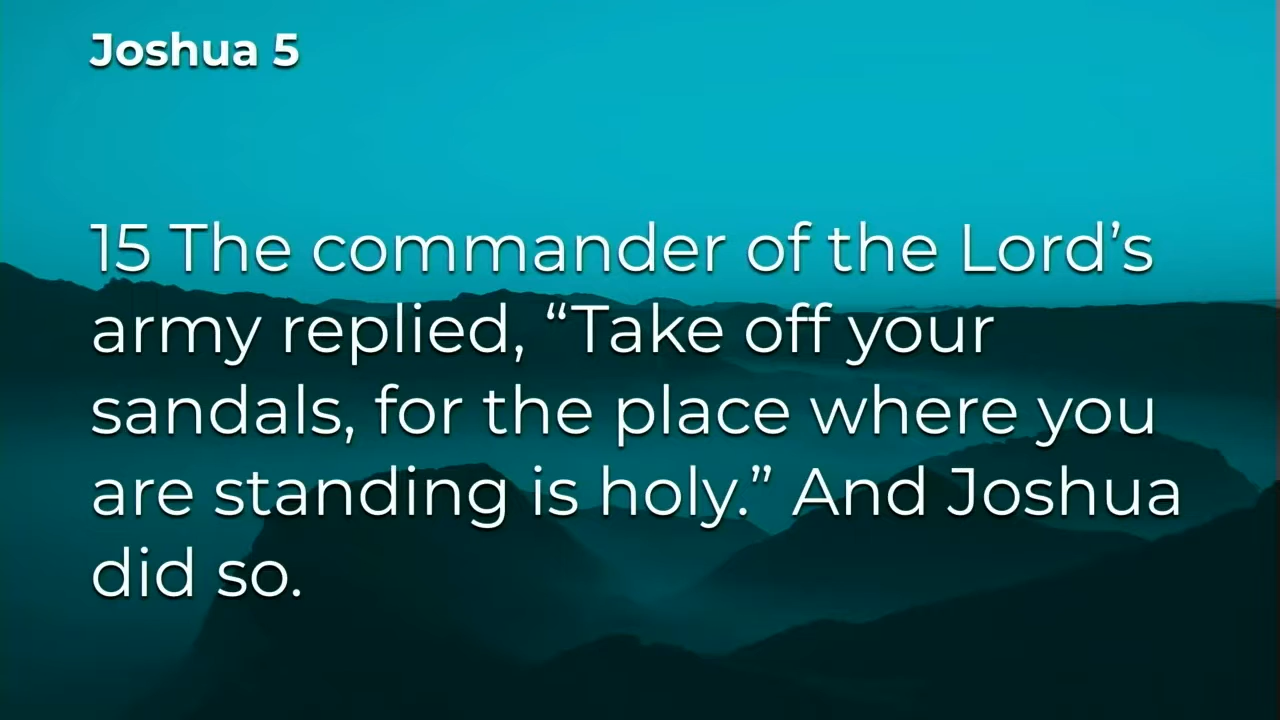 Joshua 5
15 The commander of the Lord’s
army replied, “Take off your
sandals, for the place where you
are standing is holy.” And Joshua
did so.